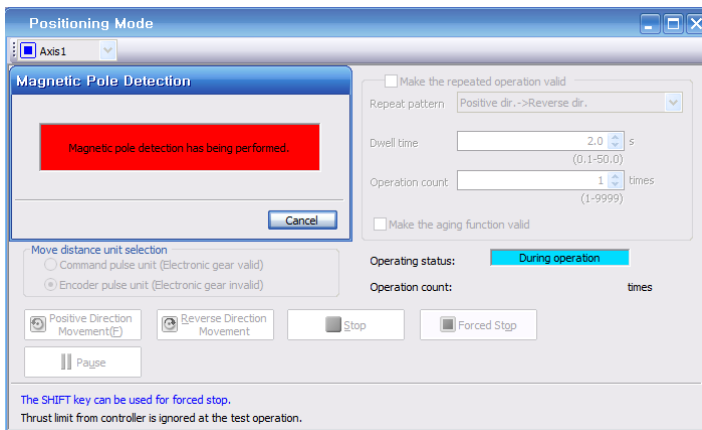 Positioning Mode
Axis1
Magnetic Pole Detection
Magnetic pole detection has being performed.
Cancel
Make the repeated operation valid
Repeat pattern Positive dir.->Reverse dir.
Dwell time 2.0 s
(0.1-50.0)
Operation count 1 times
(1-9999)
Make the aging function valid
Move distance unit selection
Command pulse unit (Electronic gear valid)
Encoder pulse unit (Electronic gear invalid)
Operating status: During operation
Operation count: times
Positive Direction
Movement(F)
Reverse Direction
Movement
Stop
Forced Stop
Pause
The SHIFT key can be used for forced stop.
Thrust limit from controller is ignored at the test operation.